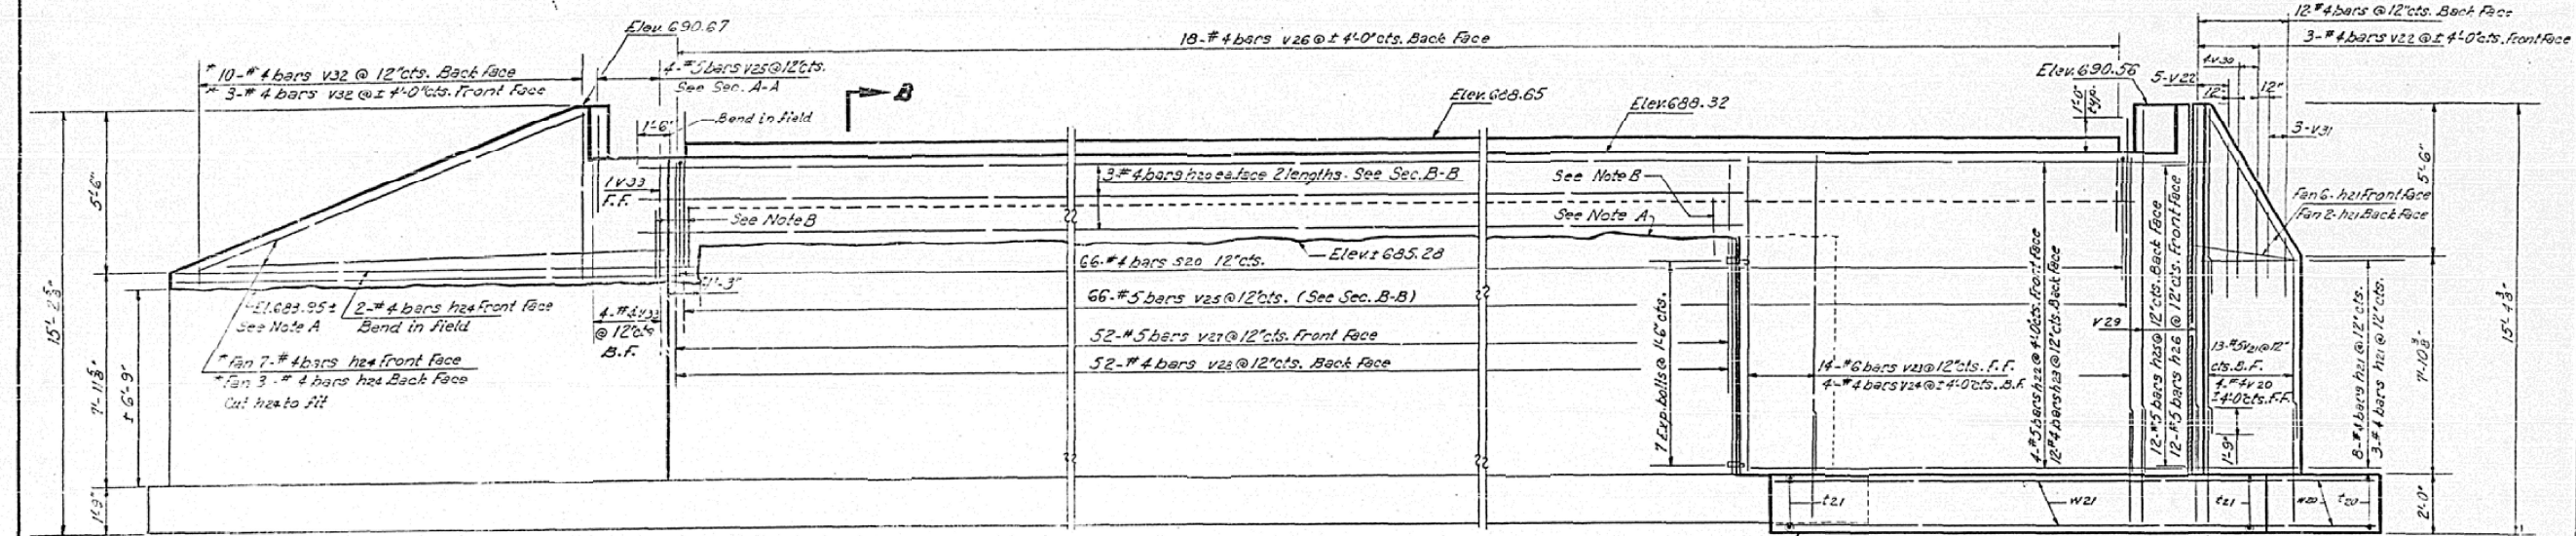 Elev. 690.67
12-#4 bars @ 12"cts. Back Face
18-#4 bars v26 @ ± 4'-0"cts. Back Face
3-#4 bars v22 @ ± 4'-0"cts. Front Face
* 10-#4 bars v32 @ 12"cts. Back Face
* 3-#4 bars v32 @ ± 4'-0"cts. Front Face
4-#5 bars v25 @ 12"cts.
See Sec. A-A
B
Elev. 690.56
5-v22
4-v30
12"
12"
1'-0"
typ.
3-v31
1'-6"
Bend in field
Elev. 688.65
Elev. 688.32
5'-6"
5'-6"
1 v33
F.F.
3-#4 bars h20 ea. face 2 lengths. See Sec. B-B
See Note B
See Note B
See Note A
Fan 6-h21 Front Face
Fan 2-h21 Back Face
66-#4 bars s20 12"cts.
Elev. ± 685.28
1'-3"
66-#5 bars v25 @ 12"cts. (See Sec. B-B)
El. 683.95±
See Note A
2-#4 bars h24 Front Face
Bend in field
4-#4 v33
@ 12"cts
B.F.
52-#5 bars v27 @ 12"cts. Front Face
52-#4 bars v28 @ 12"cts. Back Face
* Fan 7-#4 bars h24 Front Face
* Fan 3-#4 bars h24 Back Face
Cut h24 to fit
15'-2 5/8"
7'-11 5/8"
± 6'-9"
1'-9"
7 Exp. bolts @ 1'-6"cts.
14-#6 bars v23 @ 12"cts. F.F.
4-#4 bars v24 @ ± 4'-0"cts. B.F.
4-#5 bars h22 @ 4'-0cts. Front Face
12-#4 bars h23 @ 12"cts. Back Face
12-#5 bars h25 @ 12"cts. Back Face
12-#5 bars h26 @ 12"cts. Front Face
v29
13-#5 v21 @ 12"
cts. B.F.
4-#4 v20
±4'-0cts. F.F.
1'-9"
8-#4 bars h21 @ 12"cts.
3-#4 bars h21 @ 12"cts.
7'-10 3/8"
15'-4 3/8"
2'-0"
t21
w21
t21
w20
t20